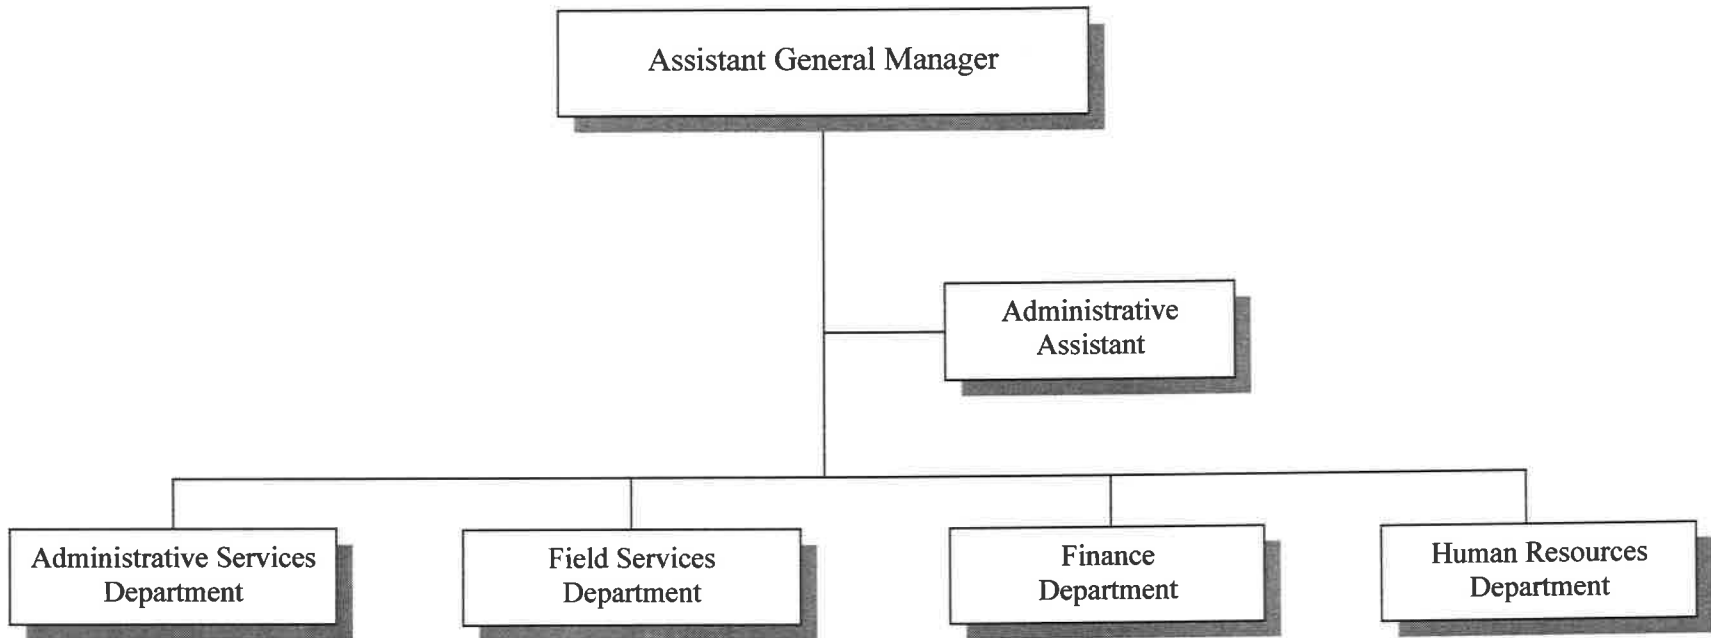 Assistant General Manager
Administrative
Assistant
Administrative Services
Department
Field Services
Department
Finance
Department
Human Resources
Department